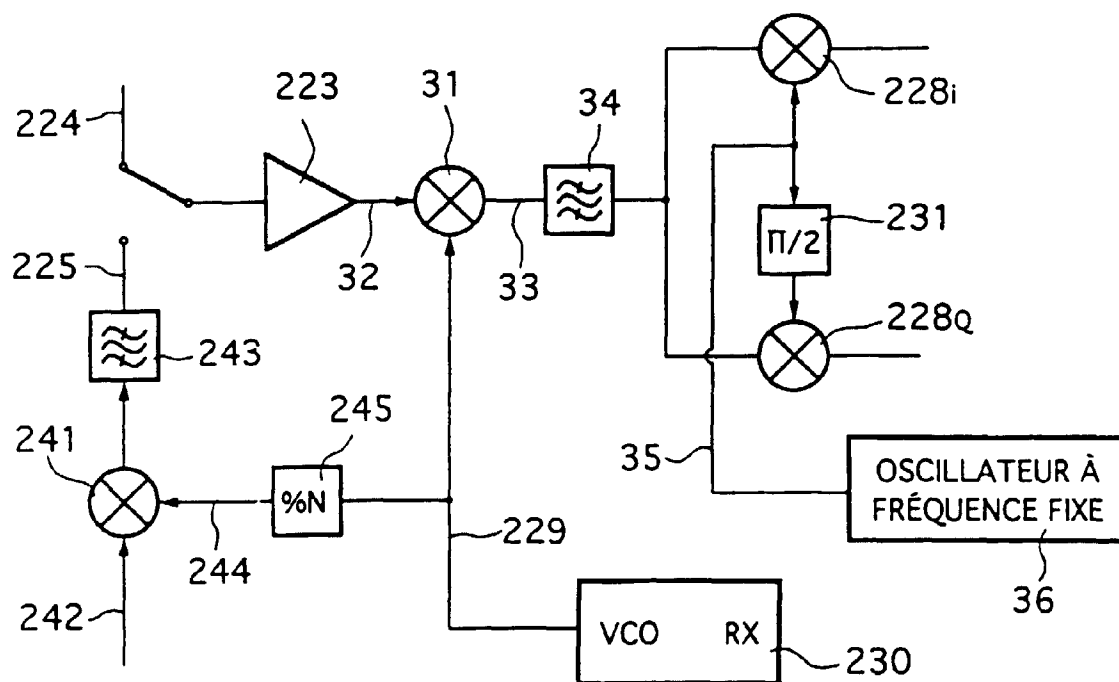 223
31
34
224
228i
231
Π/2
32
33
225
243
228Q
245
241
%N
35
OSCILLATEUR À
FRÉQUENCE FIXE
244
229
36
242
VCO RX
230